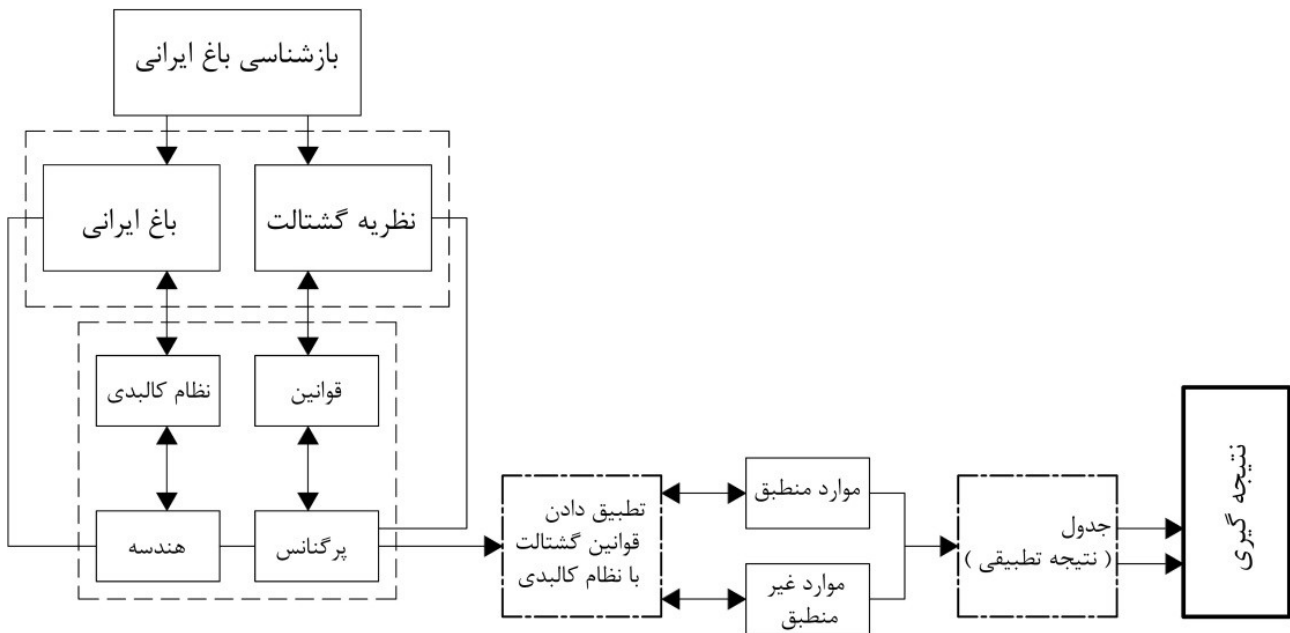 بازشناسی باغ ایرانی
نظریه گشتالت
باغ ایرانی
قوانین
نظام کالبدی
پرگنانس
هندسه
تطبیق دادن
قوانین گشتالت
با نظام کالبدی
موارد منطبق
موارد غیر
منطبق
جدول
( نتیجه تطبیقی )
نتیجه گیری